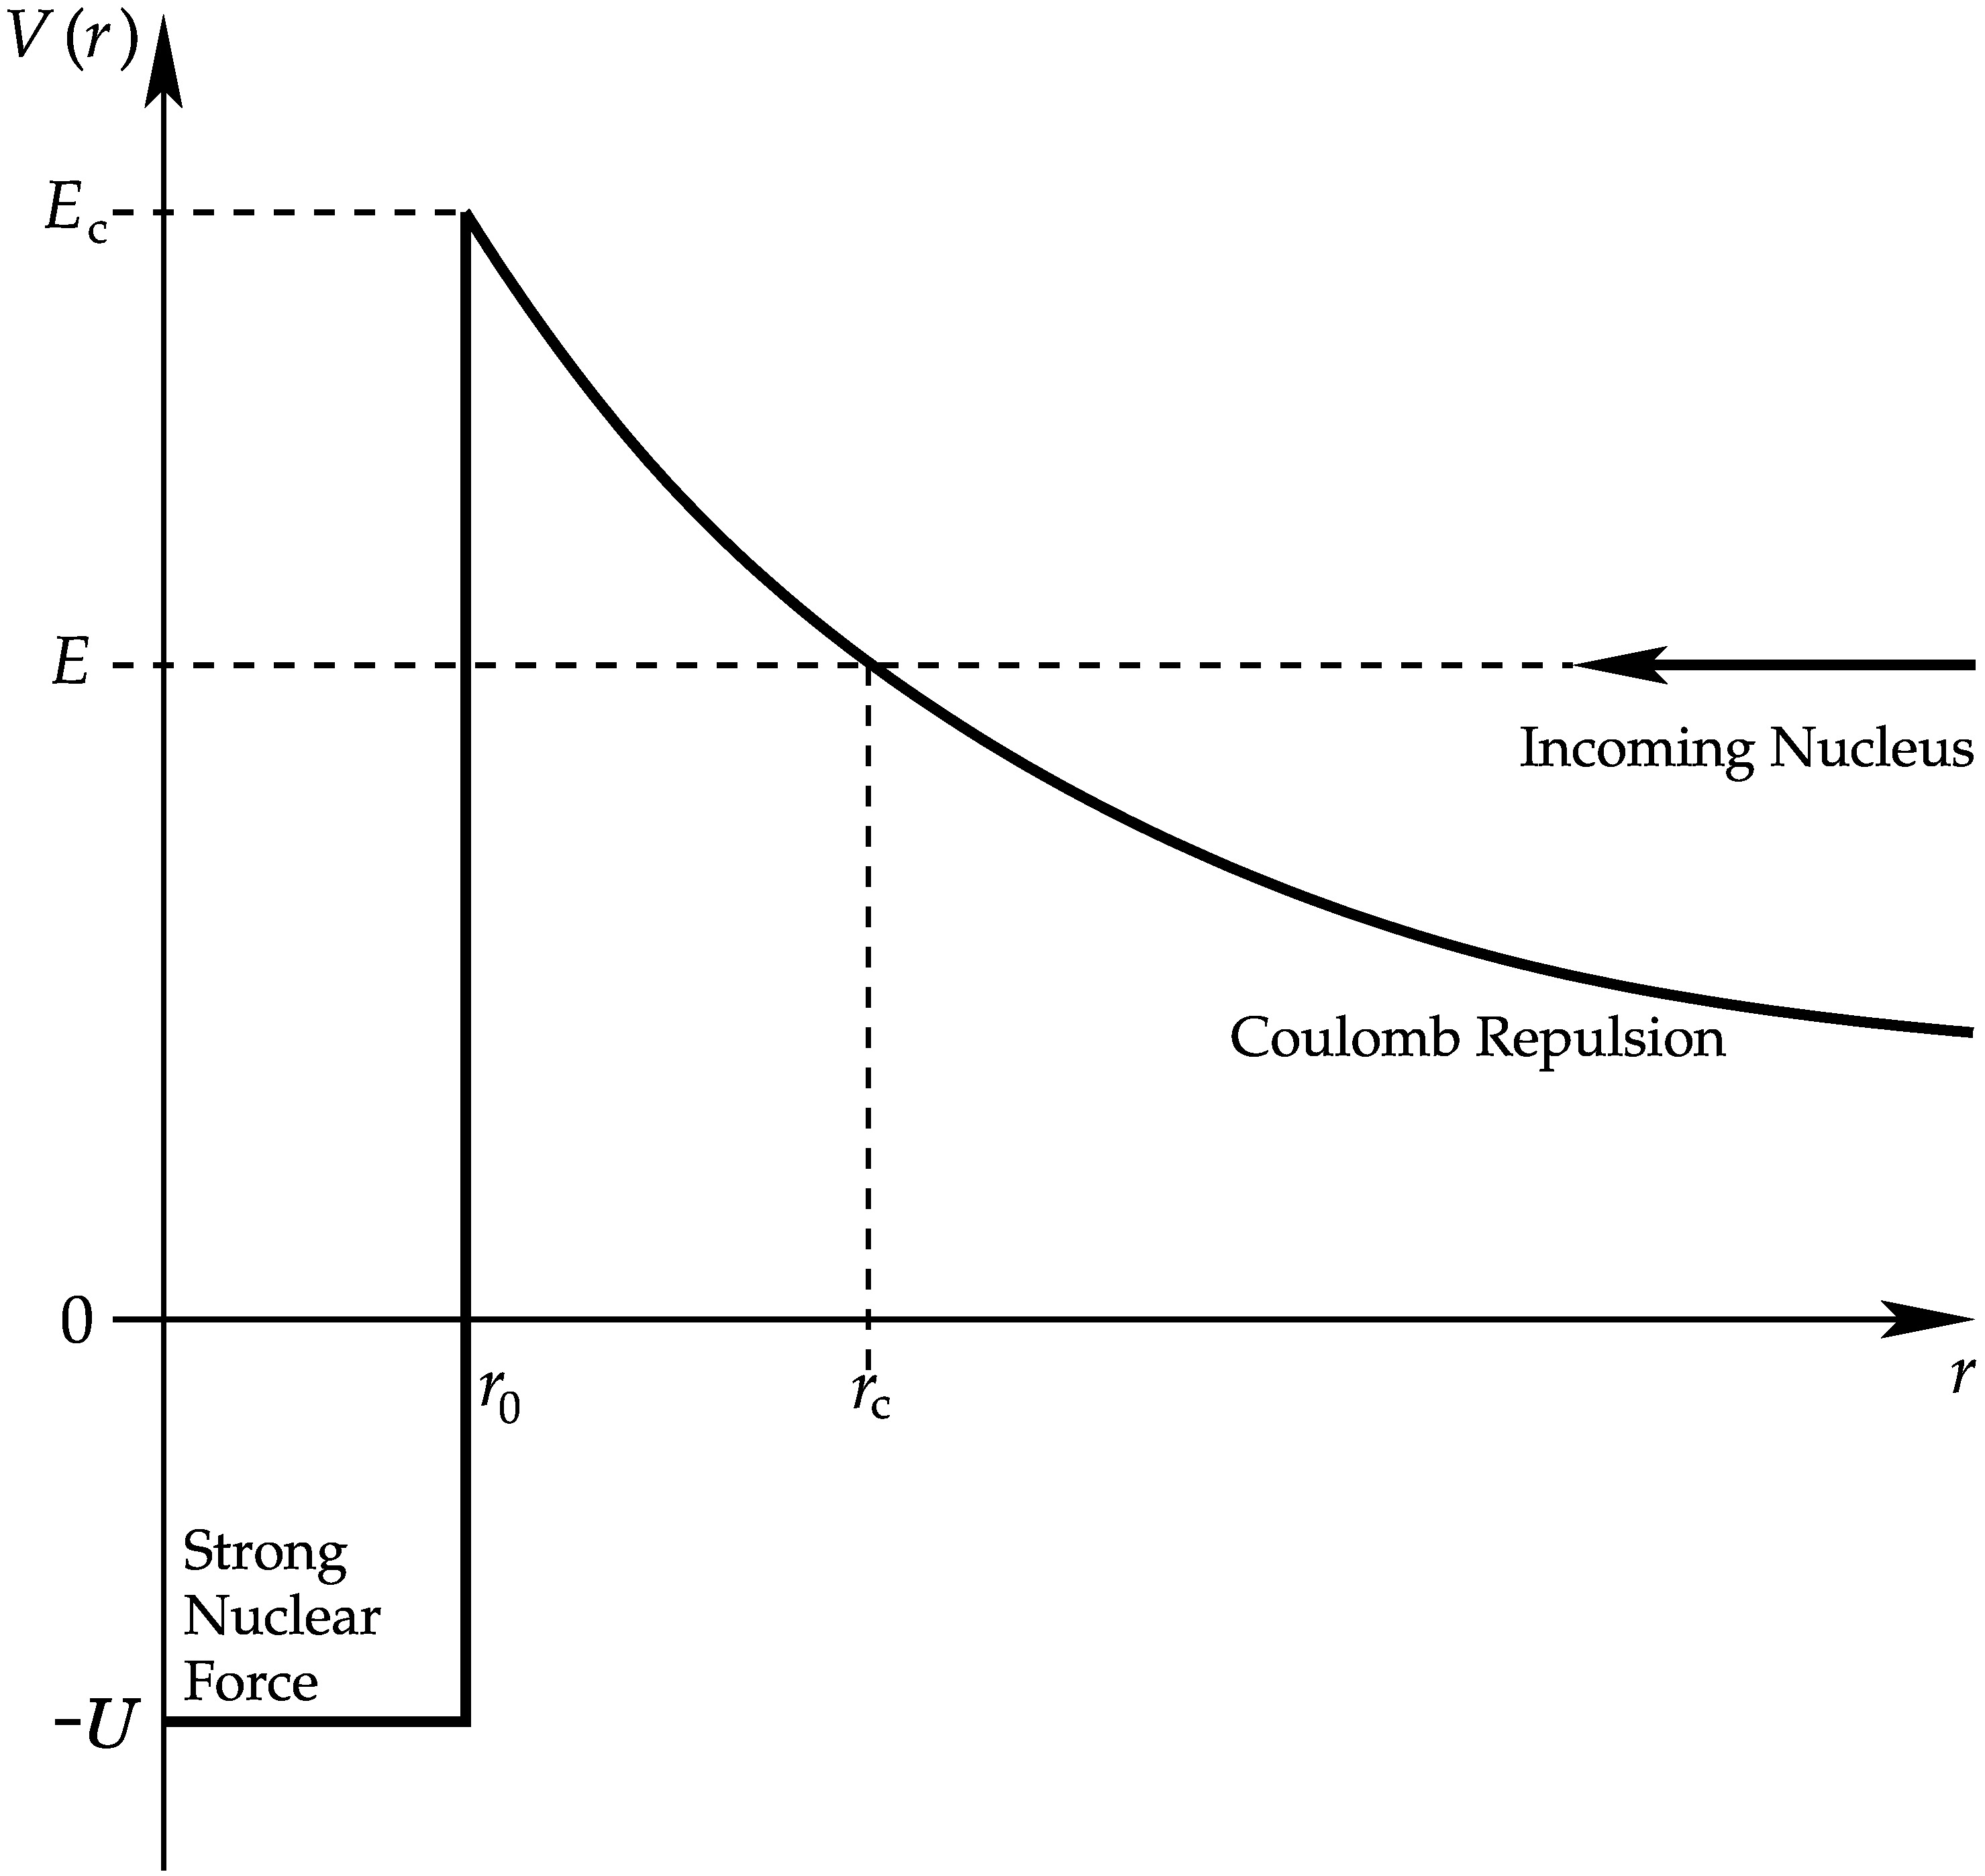 V(r)
E_c
E
Incoming Nucleus
Coulomb Repulsion
0
r_0
r_c
r
Strong
Nuclear
Force
-U